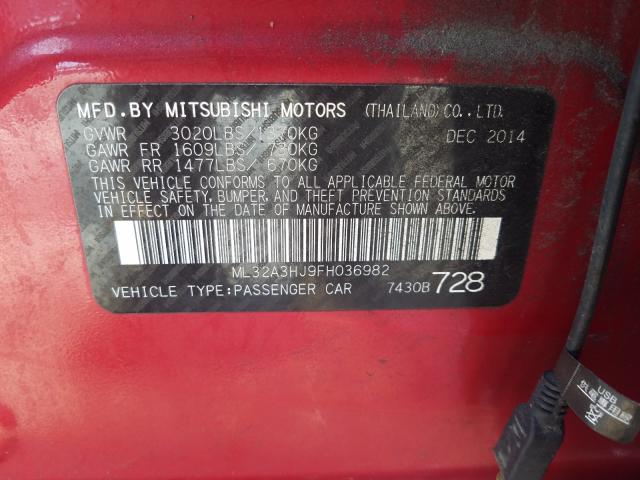 MFD.BY MITSUBISHI MOTORS (THAILAND)CO.,LTD.
GVWR 3020LBS/1370KG DEC 2014
GAWR FR 1609LBS/ 730KG
GAWR RR 1477LBS/ 670KG
THIS VEHICLE CONFORMS TO ALL APPLICABLE FEDERAL MOTOR
VEHICLE SAFETY, BUMPER, AND THEFT PREVENTION STANDARDS
IN EFFECT ON THE DATE OF MANUFACTURE SHOWN ABOVE.
ML32A3HJ9FH036982
VEHICLE TYPE:PASSENGER CAR 7430B 728
USB